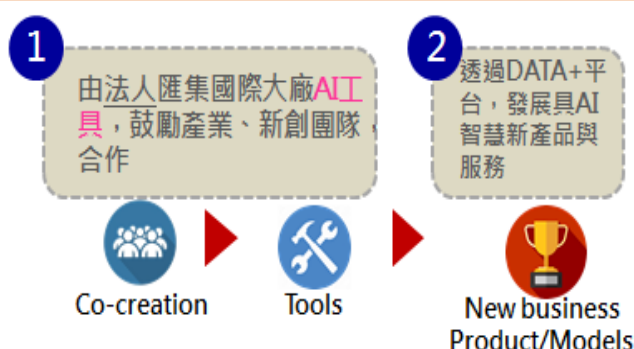 1
由法人匯集國際大廠AI工
具，鼓勵產業、新創團隊，
合作
2
透過DATA+平
台，發展具AI
智慧新產品與
服務
Co-creation
Tools
New business
Product/Models